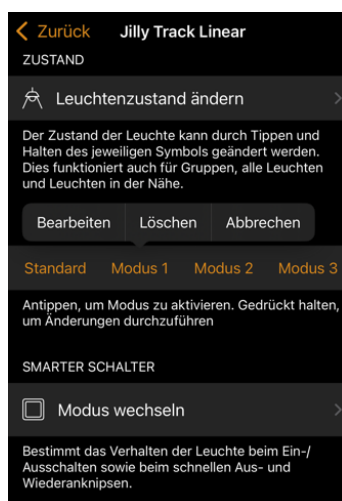 Zurück Jilly Track Linear
ZUSTAND
Leuchtenzustand ändern
Der Zustand der Leuchte kann durch Tippen und
Halten des jeweiligen Symbols geändert werden.
Dies funktioniert auch für Gruppen, alle Leuchten
und Leuchten in der Nähe.
Bearbeiten Löschen Abbrechen
Standard Modus 1 Modus 2 Modus 3
Antippen, um Modus zu aktivieren. Gedrückt halten,
um Änderungen durchzuführen
SMARTER SCHALTER
Modus wechseln
Bestimmt das Verhalten der Leuchte beim Ein-/
Ausschalten sowie beim schnellen Aus- und
Wiederanknipsen.